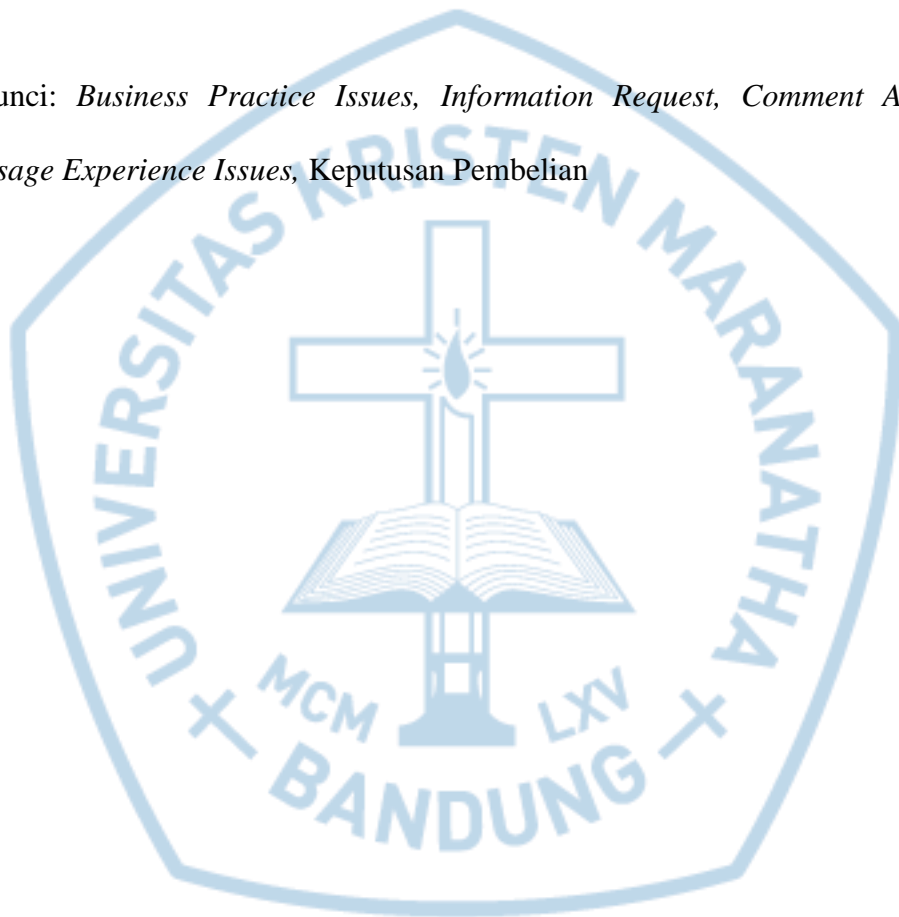 unci: Business Practice Issues, Information Request, Comment A
sage Experience Issues, Keputusan Pembelian
UNIVERSITAS KRISTEN MARANATHA
MCM LXV
BANDUNG